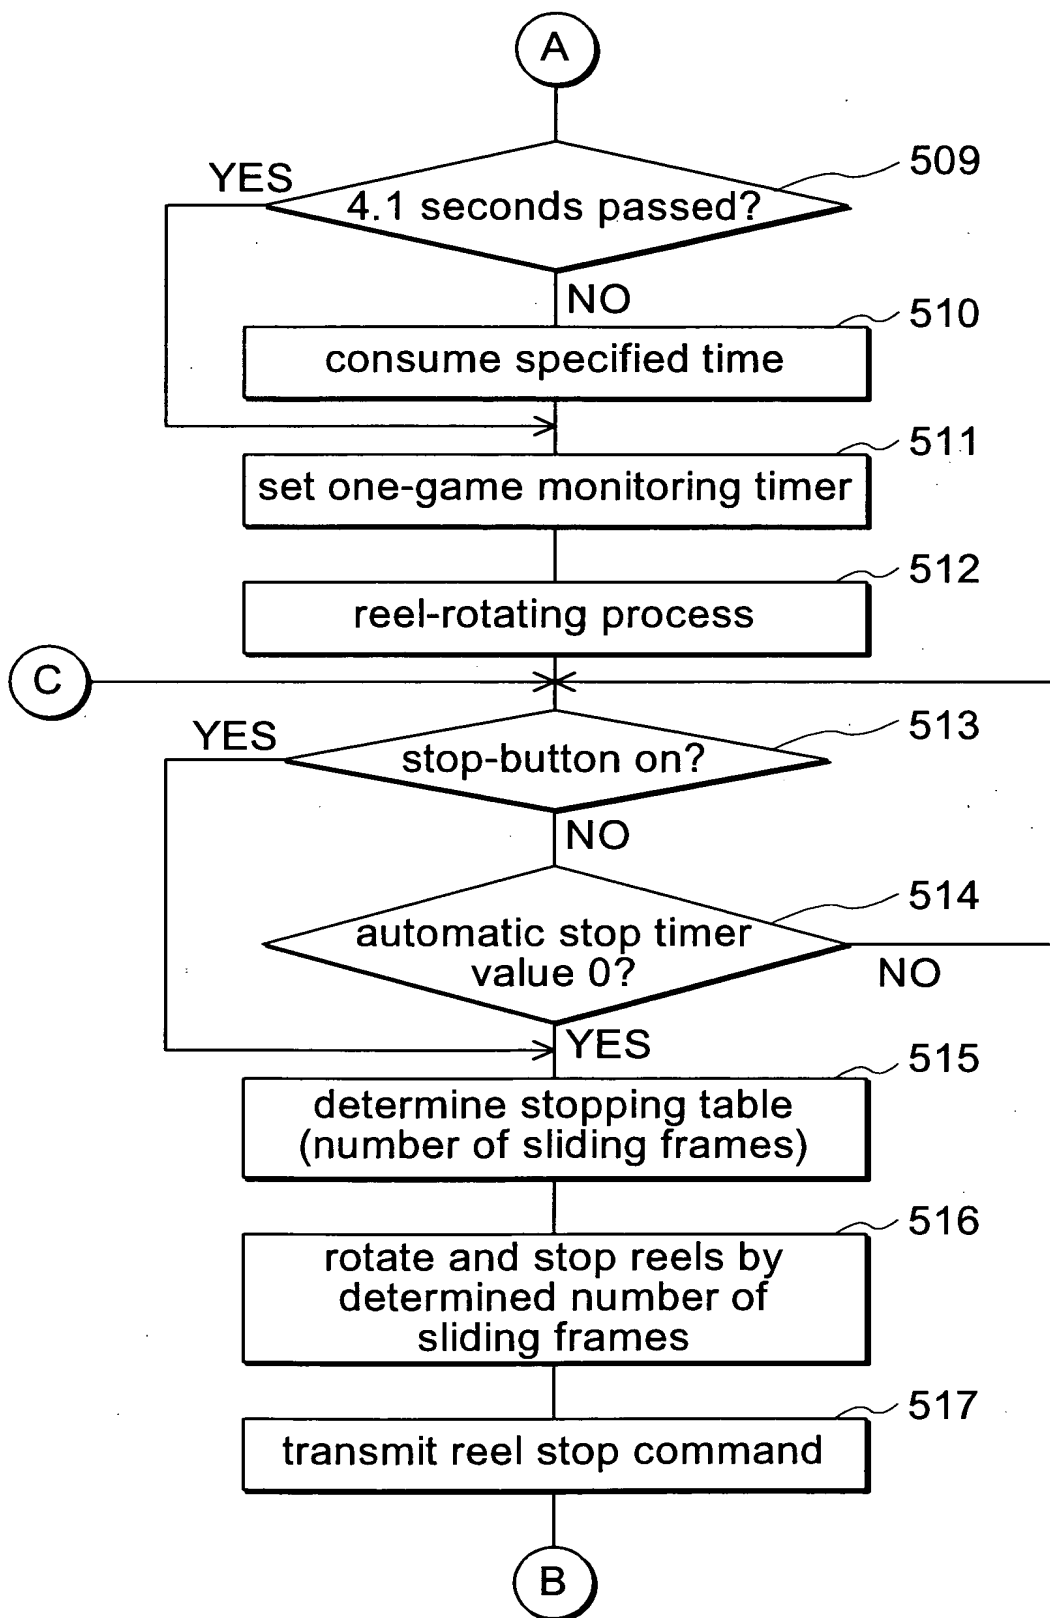 A
509
YES
4.1 seconds passed?
NO
510
consume specified time
511
set one-game monitoring timer
512
reel-rotating process
C
513
YES
stop-button on?
NO
514
automatic stop timer
value 0?
NO
YES
515
determine stopping table
(number of sliding frames)
516
rotate and stop reels by
determined number of
sliding frames
517
transmit reel stop command
B